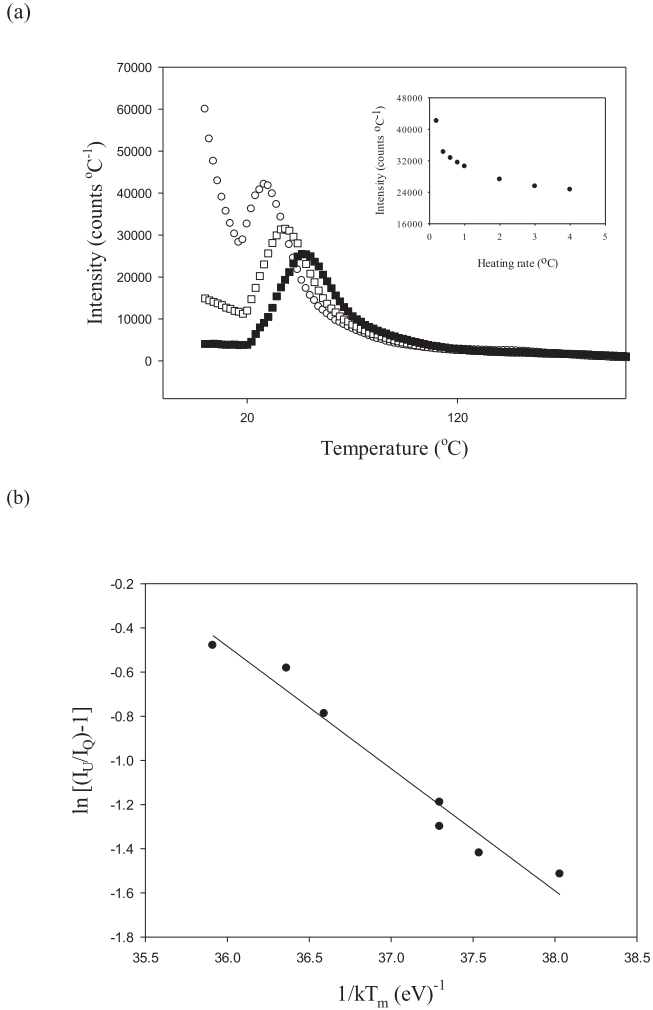 (a)
70000
60000
50000
40000
30000
20000
10000
0
Intensity (counts °C⁻¹)
20
120
Temperature (°C)
48000
40000
32000
24000
16000
Intensity (counts °C⁻¹)
0 1 2 3 4 5
Heating rate (°C)
(b)
-0.2
-0.4
-0.6
-0.8
-1.0
-1.2
-1.4
-1.6
-1.8
ln [(I_U/I_Q)-1]
35.5 36.0 36.5 37.0 37.5 38.0 38.5
1/kT_m (eV)⁻¹